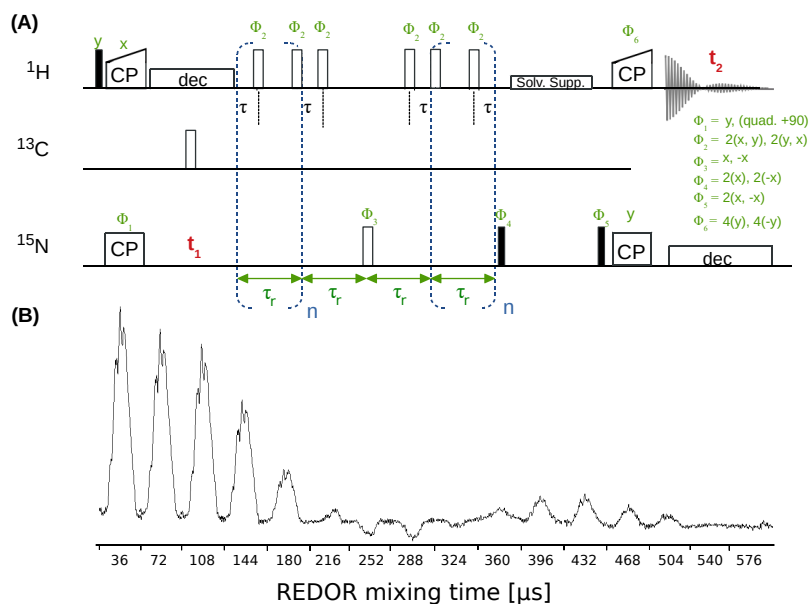 (A)
y x Φ2 Φ2 Φ2 Φ2 Φ2 Φ2 Φ6
1H CP dec τ τ τ τ Solv. Supp. CP t2
13C
Φ1 = y, (quad. +90)
Φ2 = 2(x, y), 2(y, x)
Φ3 = x, -x
Φ4 = 2(x), 2(-x)
Φ5 = 2(x, -x)
Φ6 = 4(y), 4(-y)
Φ1 Φ3 Φ4 Φ5 y
15N CP t1 CP dec
τr τr τr τr
n n
(B)
36 72 108 144 180 216 252 288 324 360 396 432 468 504 540 576
REDOR mixing time [µs]